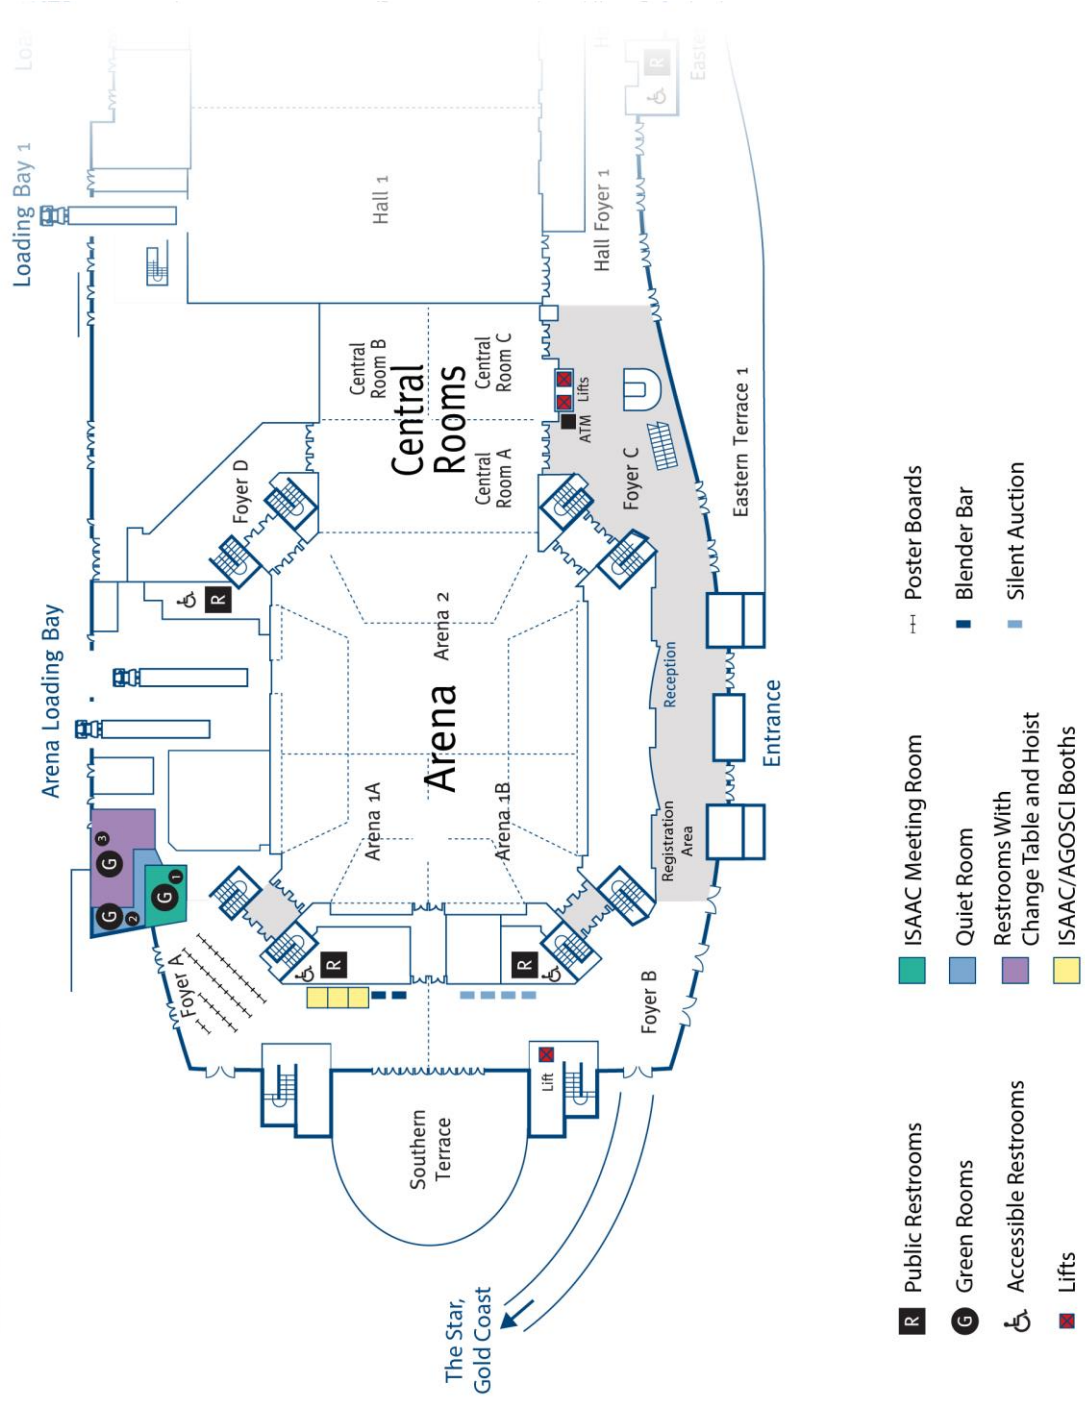 Loading Bay 1
Hall 1
Hall Foyer 1
Arena Loading Bay
Foyer D
Central
Room B
Central
Rooms
Central
Room C
Central
Room A
Lifts
ATM
Foyer C
Eastern Terrace 1
R
R
Arena 2
Arena
Arena 1A
Arena 1B
Reception
Registration
Area
Entrance
G 3
G 2
G 1
Foyer A
R
R
Foyer B
Lift
Southern
Terrace
The Star,
Gold Coast
R Public Restrooms
G Green Rooms
Accessible Restrooms
Lifts
ISAAC Meeting Room
Quiet Room
Restrooms With
Change Table and Hoist
ISAAC/AGOSCI Booths
Poster Boards
Blender Bar
Silent Auction